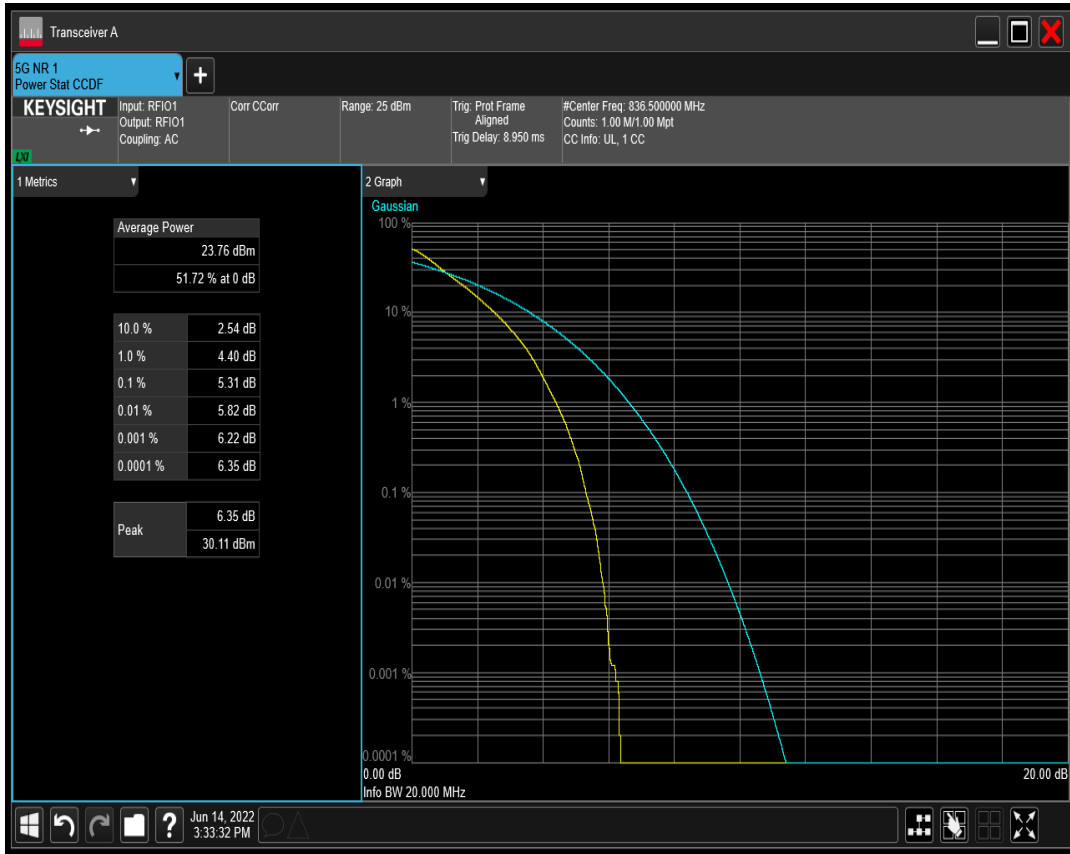 Transceiver A
5G NR 1
Power Stat CCDF
+
KEYSIGHT
LXI
Input: RFIO1
Output: RFIO1
Coupling: AC
Corr CCorr
Range: 25 dBm
Trig: Prot Frame
Aligned
Trig Delay: 8.950 ms
#Center Freq: 836.500000 MHz
Counts: 1.00 M/1.00 Mpt
CC Info: UL, 1 CC
1 Metrics
Average Power
23.76 dBm
51.72 % at 0 dB
10.0 % 2.54 dB
1.0 % 4.40 dB
0.1 % 5.31 dB
0.01 % 5.82 dB
0.001 % 6.22 dB
0.0001 % 6.35 dB
Peak
6.35 dB
30.11 dBm
2 Graph
Gaussian
100 %
10 %
1 %
0.1 %
0.01 %
0.001 %
0.0001 %
0.00 dB 20.00 dB
Info BW 20.000 MHz
?
Jun 14, 2022
3:33:32 PM